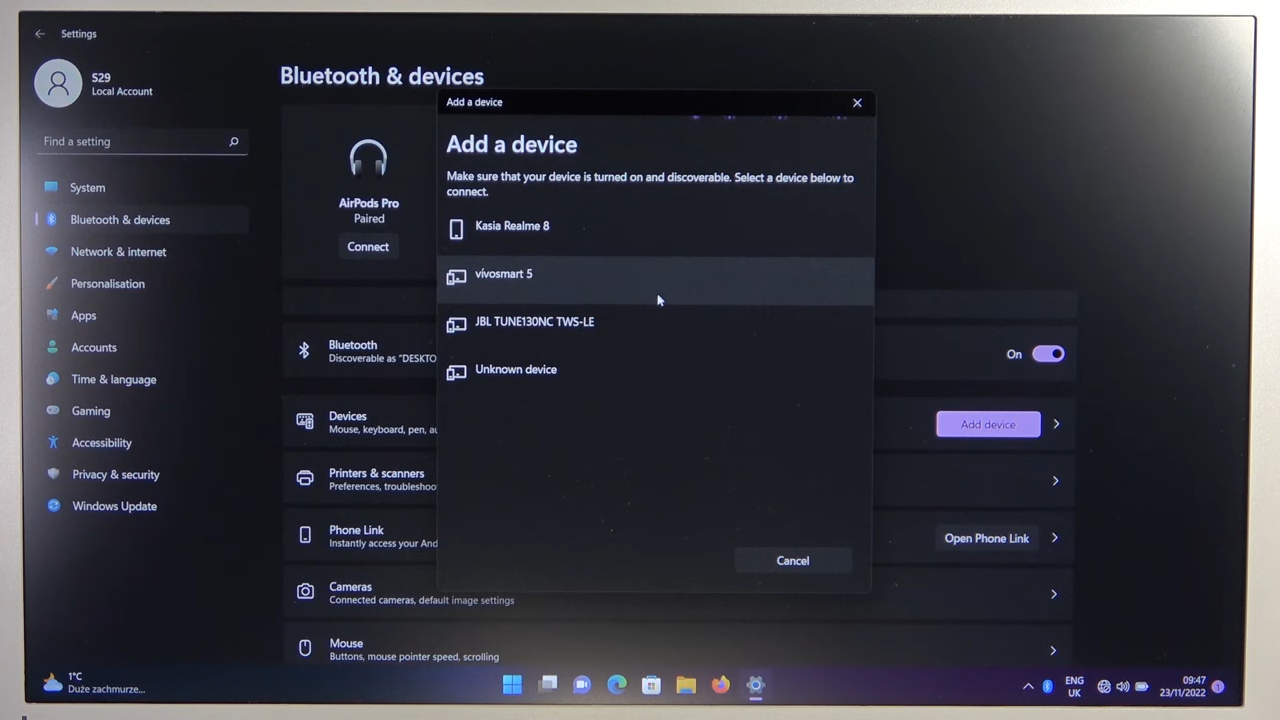 Settings
S29
Local Account
Find a setting
System
Bluetooth & devices
Network & internet
Personalisation
Apps
Accounts
Time & language
Gaming
Accessibility
Privacy & security
Windows Update
Bluetooth & devices
AirPods Pro
Paired
Connect
Add a device
Add a device
Make sure that your device is turned on and discoverable. Select a device below to
connect.
Kasia Realme 8
vívosmart 5
JBL TUNE130NC TWS-LE
Unknown device
Cancel
Bluetooth
Discoverable as "DESKTO
On
Devices
Mouse, keyboard, pen, au
Add device
Printers & scanners
Preferences, troubleshoo
Phone Link
Instantly access your And
Open Phone Link
Cameras
Connected cameras, default image settings
Mouse
Buttons, mouse pointer speed, scrolling
1°C
Duże zachmurze...
ENG
UK
09:47
23/11/2022
1